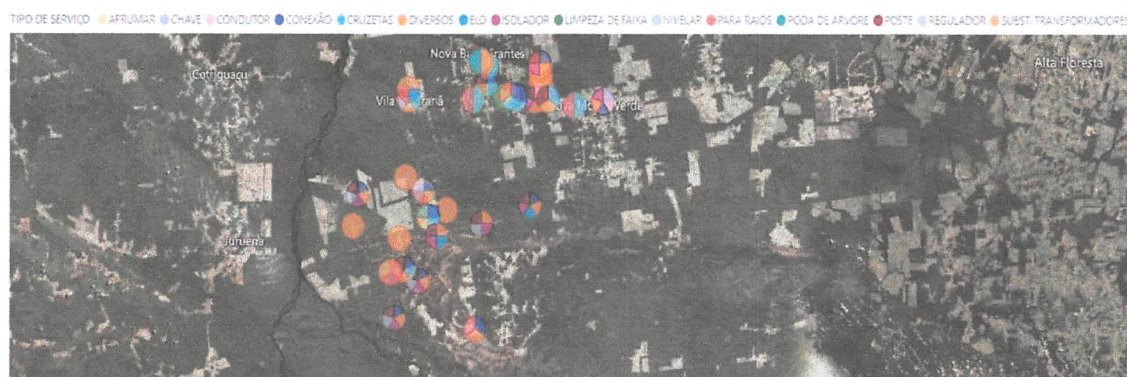 TIPO DE SERVIÇO APRUMAR CHAVE CONDUTOR CONEXÃO CRUZETAS DIVERSOS ELO ISOLADOR LIMPEZA DE FAIXA NIVELAR PARA RAIOS PODA DE ARVORE POSTE REGULADOR SUBST. TRANSFORMADORES
Nova
Cotriguaçu
Alta Floresta
Vila
Verde
Juruena